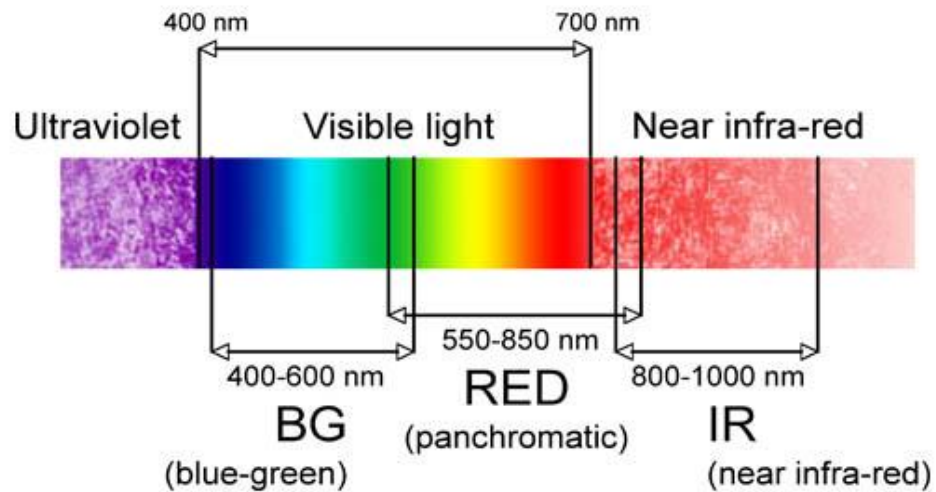 400 nm 700 nm
Ultraviolet Visible light Near infra-red
550-850 nm
400-600 nm RED 800-1000 nm
BG (panchromatic) IR
(blue-green) (near infra-red)